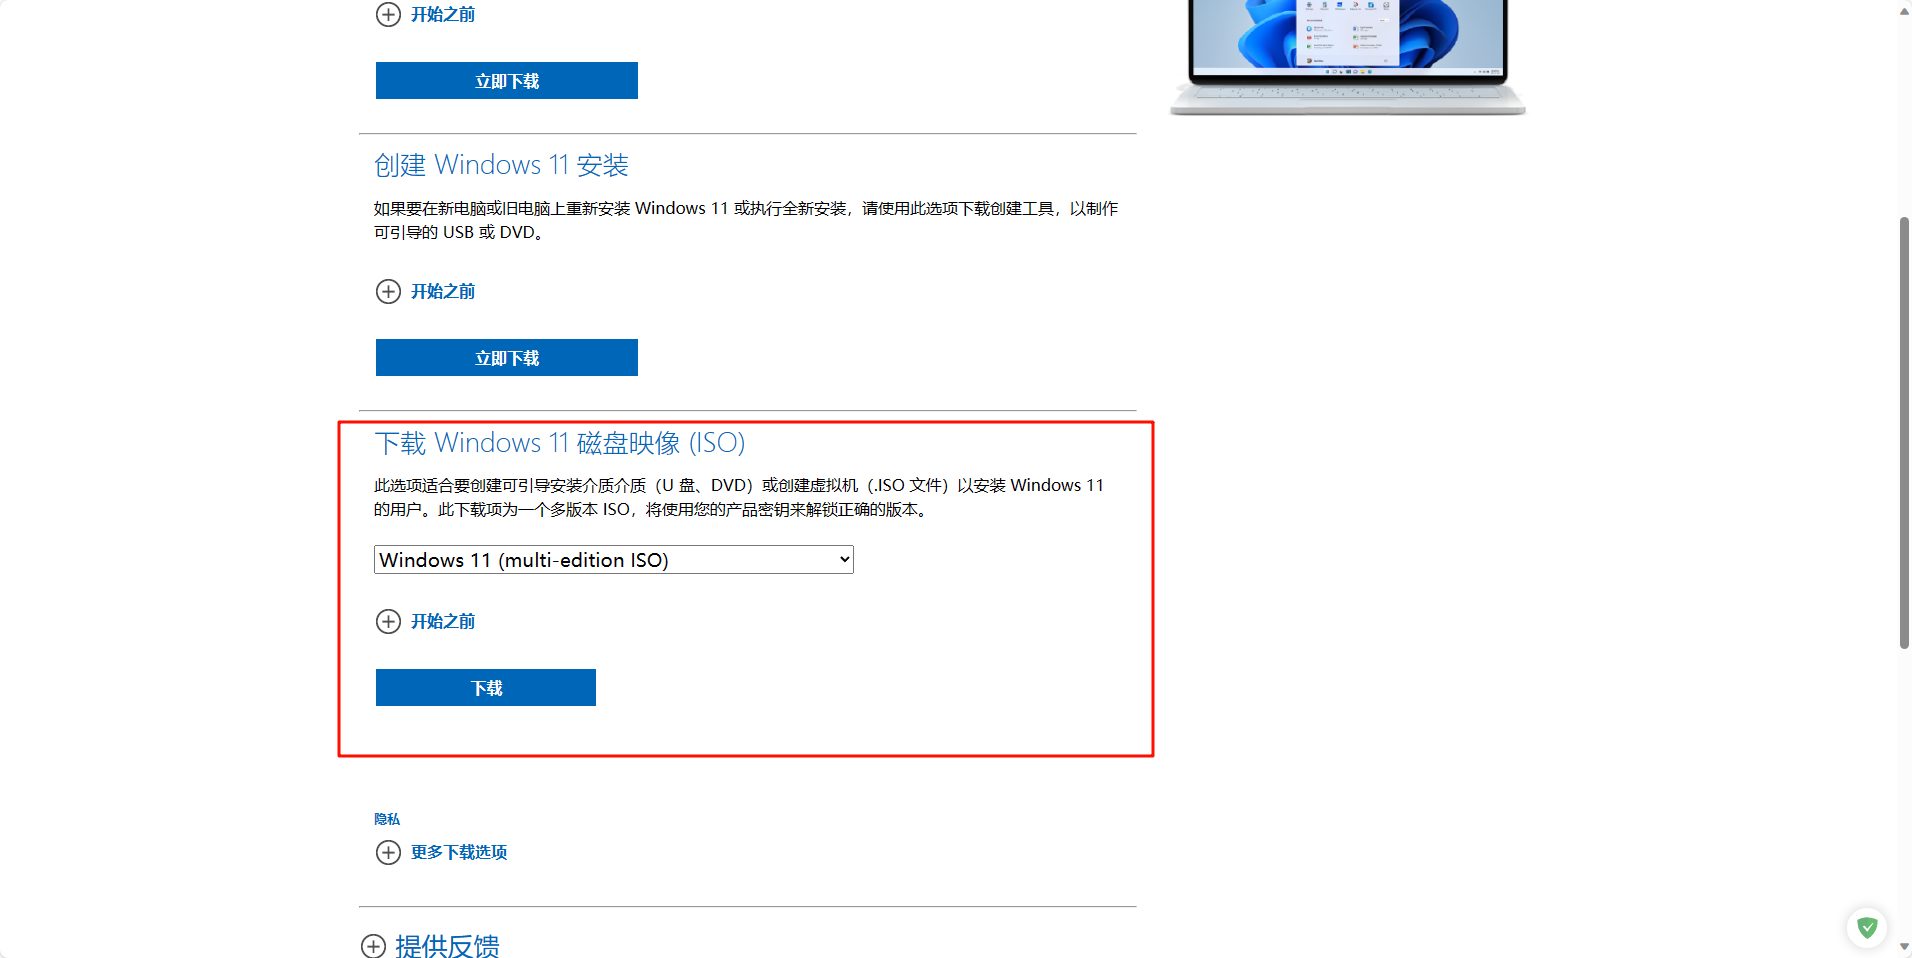 开始之前
立即下载
创建 Windows 11 安装
如果要在新电脑或旧电脑上重新安装 Windows 11 或执行全新安装，请使用此选项下载创建工具，以制作
可引导的 USB 或 DVD。
开始之前
立即下载
下载 Windows 11 磁盘映像 (ISO)
此选项适合要创建可引导安装介质介质（U 盘、DVD）或创建虚拟机（.ISO 文件）以安装 Windows 11
的用户。此下载项为一个多版本 ISO，将使用您的产品密钥来解锁正确的版本。
Windows 11 (multi-edition ISO)
开始之前
下载
隐私
更多下载选项
提供反馈